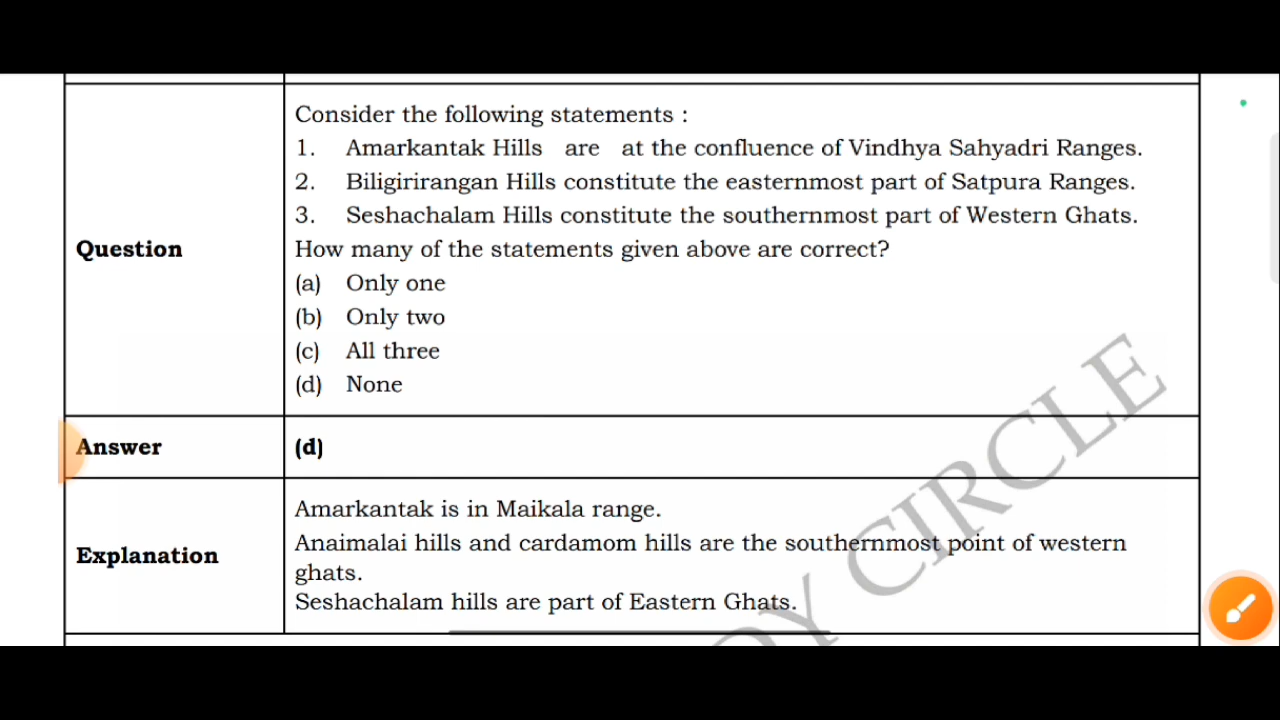 Consider the following statements :
1. Amarkantak Hills are at the confluence of Vindhya Sahyadri Ranges.
2. Biligirirangan Hills constitute the easternmost part of Satpura Ranges.
3. Seshachalam Hills constitute the southernmost part of Western Ghats.
Question
How many of the statements given above are correct?
(a) Only one
(b) Only two
(c) All three
(d) None
Answer
(d)
Amarkantak is in Maikala range.
Anaimalai hills and cardamom hills are the southernmost point of western
Explanation
ghats.
Seshachalam hills are part of Eastern Ghats.
CIRCLE